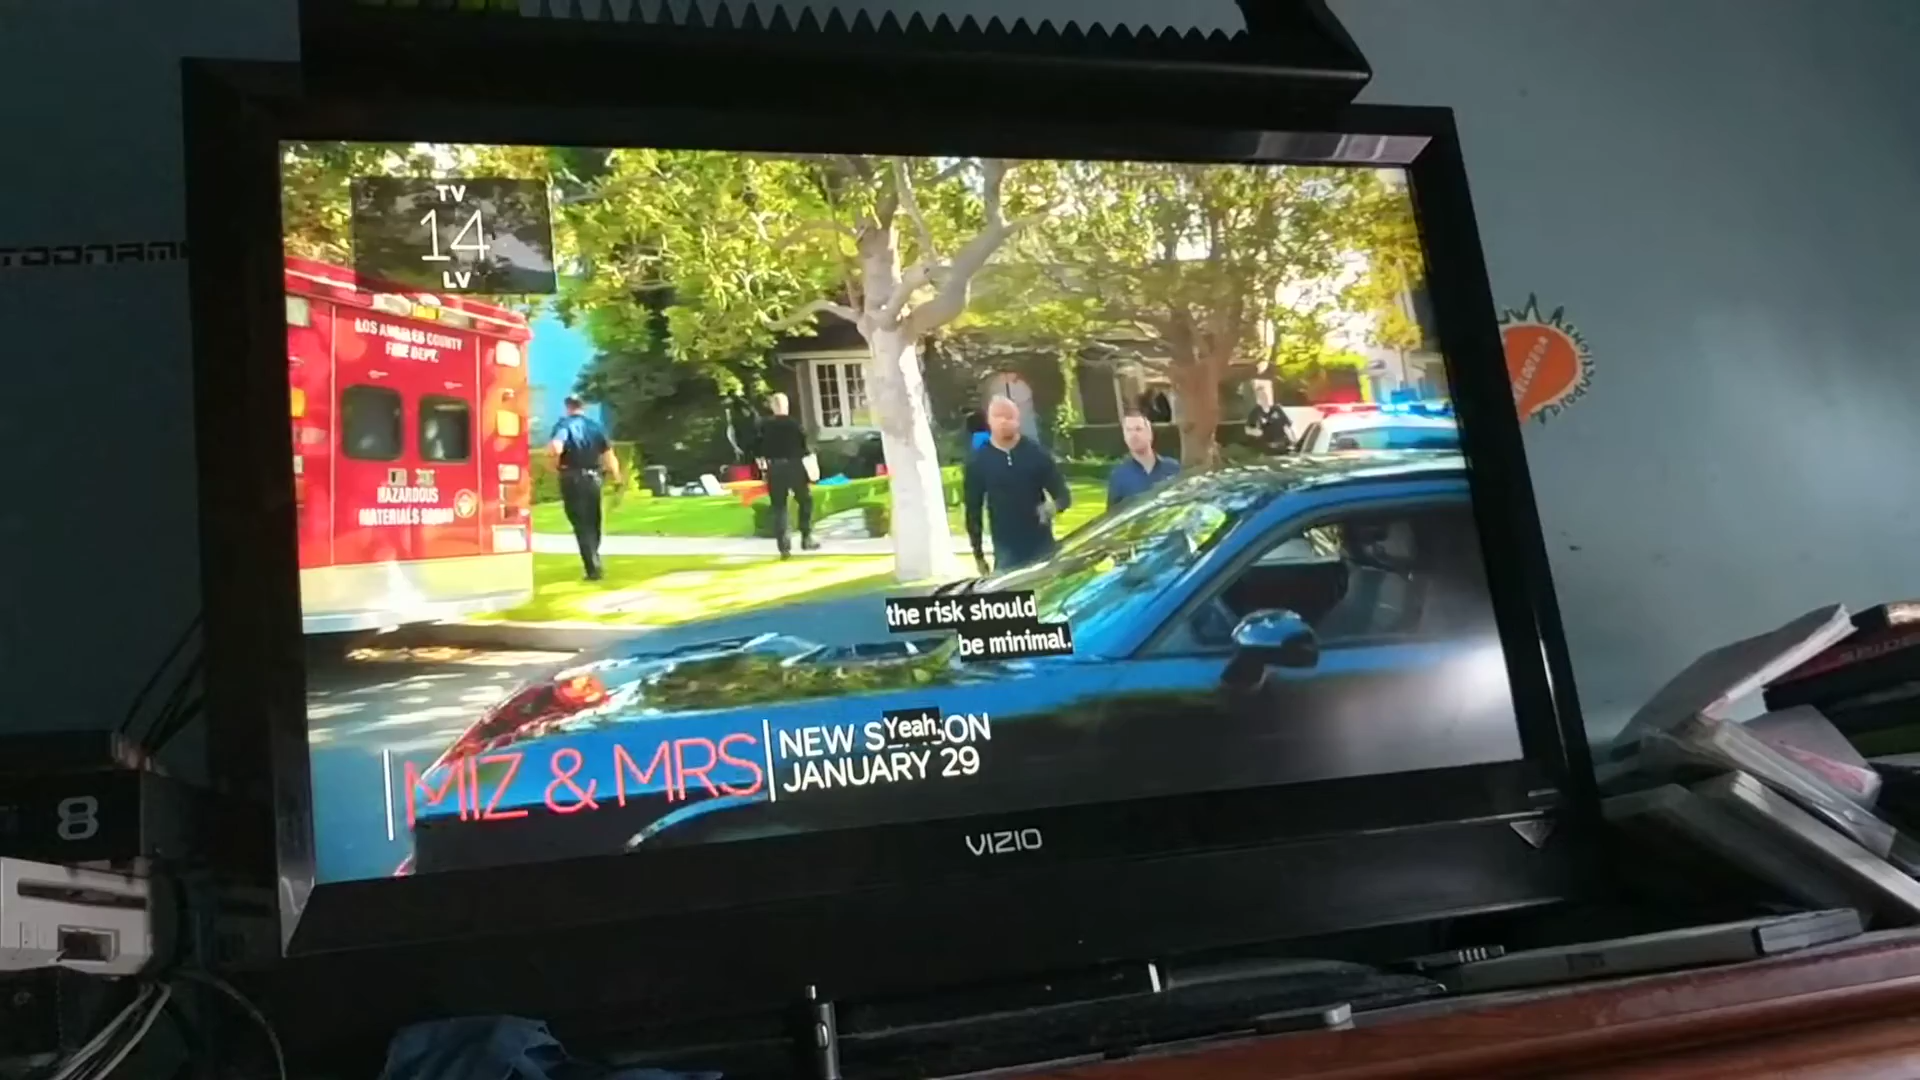 TV
14
LV
TOONAMI
LOS ANGELES COUNTY
FIRE DEPT.
HAZARDOUS
MATERIALS SQUAD
the risk should
be minimal.
Yeah.
MIZ & MRS
NEW SEASON
JANUARY 29
VIZIO
8